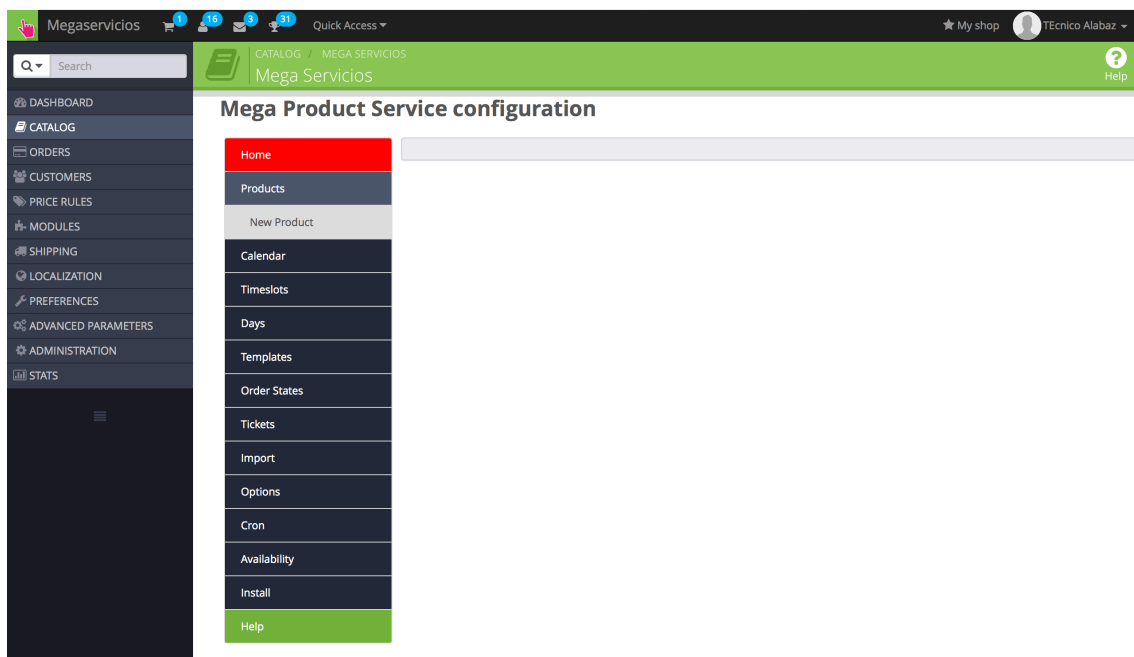 Megaservicios 1 16 3 31 Quick Access My shop TEcnico Alabaz
Search
CATALOG / MEGA SERVICIOS
Mega Servicios
Help
DASHBOARD
CATALOG
ORDERS
CUSTOMERS
PRICE RULES
MODULES
SHIPPING
LOCALIZATION
PREFERENCES
ADVANCED PARAMETERS
ADMINISTRATION
STATS
Mega Product Service configuration
Home
Products
New Product
Calendar
Timeslots
Days
Templates
Order States
Tickets
Import
Options
Cron
Availability
Install
Help